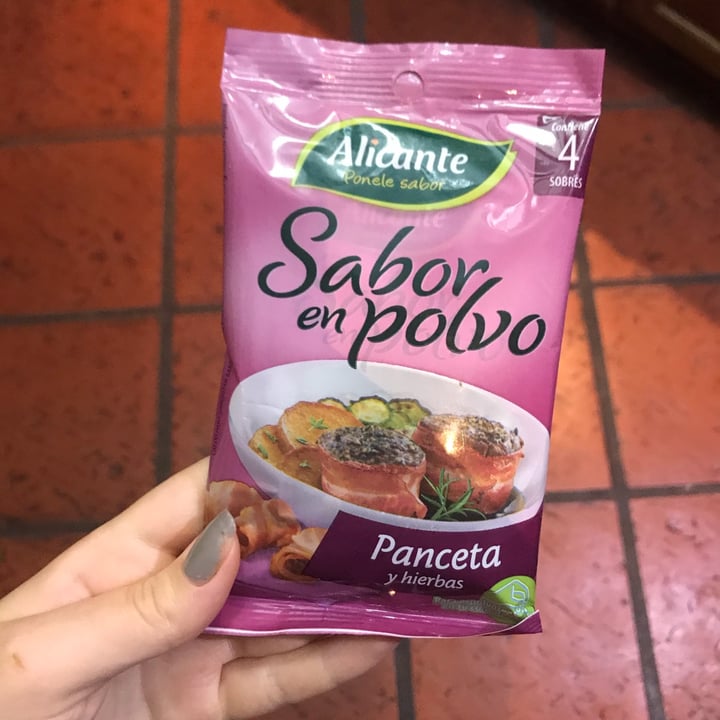 Contiene
4
SOBRES
Alicante
Ponele sabor
Sabor
en polvo
Panceta
y hierbas